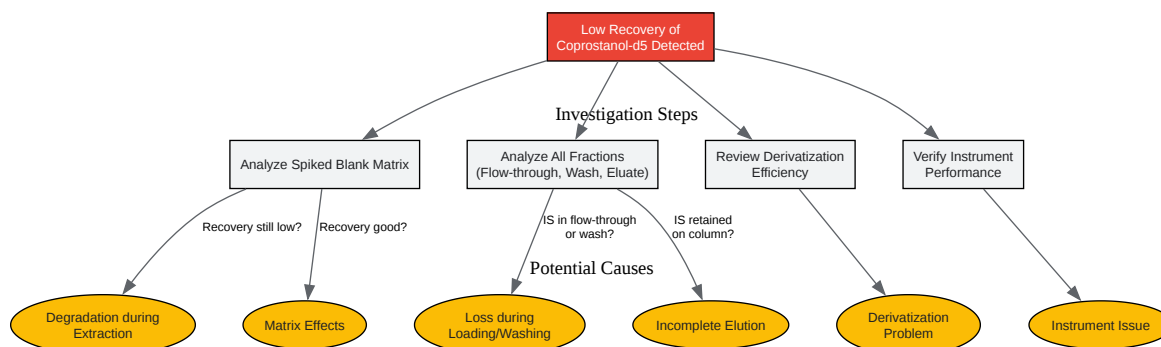 Low Recovery of
Coprostanol-d5 Detected
Investigation Steps
Analyze Spiked Blank Matrix
Analyze All Fractions
(Flow-through, Wash, Eluate)
Review Derivatization
Efficiency
Verify Instrument
Performance
Recovery still low?
Recovery good?
IS in flow-through
or wash?
IS retained
on column?
Potential Causes
Degradation during
Extraction
Matrix Effects
Loss during
Loading/Washing
Incomplete Elution
Derivatization
Problem
Instrument Issue